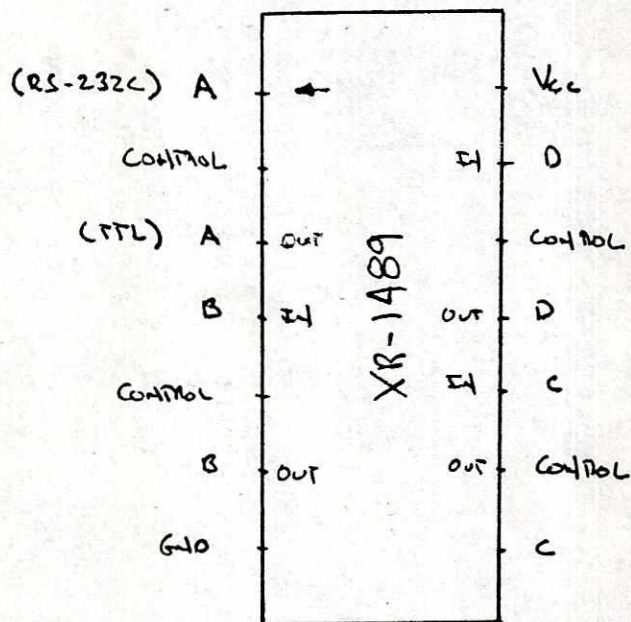 (RS-232C) A Vcc
CONTROL IN D
(TTL) A OUT CONTROL
B IN OUT D
XR-1489
CONTROL IN C
B OUT OUT CONTROL
GND C